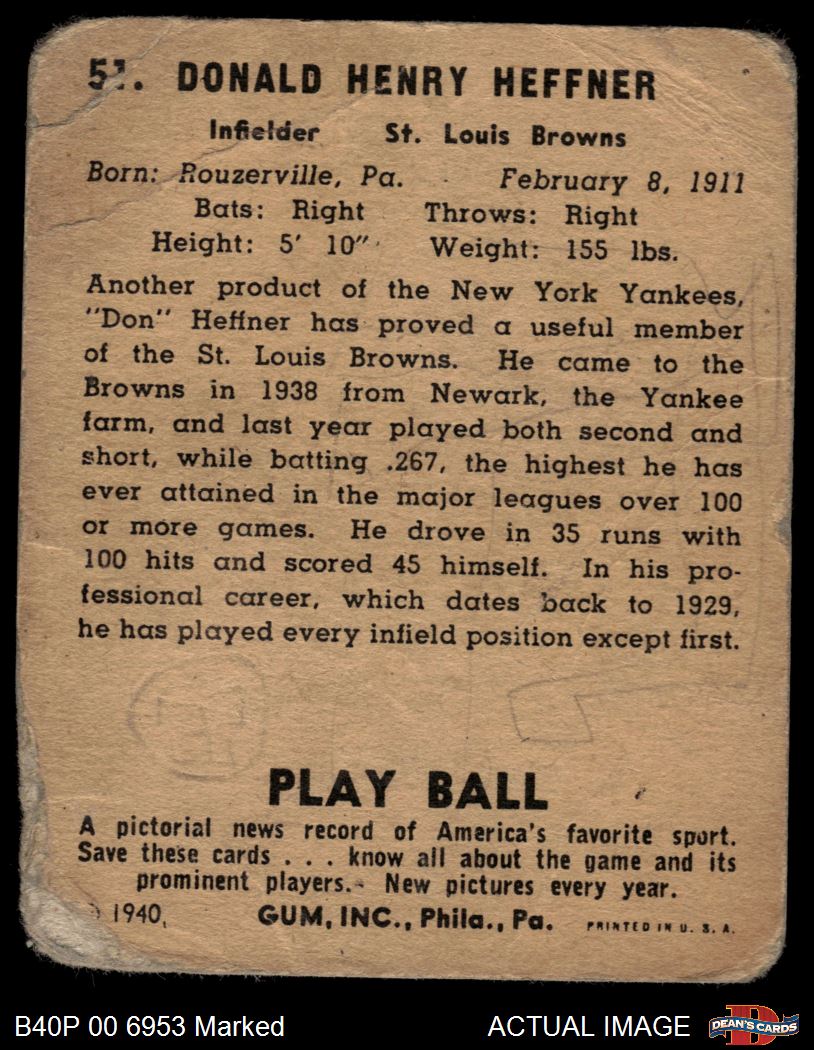 51. DONALD HENRY HEFFNER
Infielder St. Louis Browns
Born: Rouzerville, Pa. February 8, 1911
Bats: Right Throws: Right
Height: 5' 10" Weight: 155 lbs.
Another product of the New York Yankees,
"Don" Heffner has proved a useful member
of the St. Louis Browns. He came to the
Browns in 1938 from Newark, the Yankee
farm, and last year played both second and
short, while batting .267, the highest he has
ever attained in the major leagues over 100
or more games. He drove in 35 runs with
100 hits and scored 45 himself. In his pro-
fessional career, which dates back to 1929,
he has played every infield position except first.
PLAY BALL
A pictorial news record of America's favorite sport.
Save these cards . . . know all about the game and its
prominent players. New pictures every year.
1940, GUM, INC., Phila., Pa. PRINTED IN U. S. A.
B40P 00 6953 Marked ACTUAL IMAGE D DEAN'S CARDS